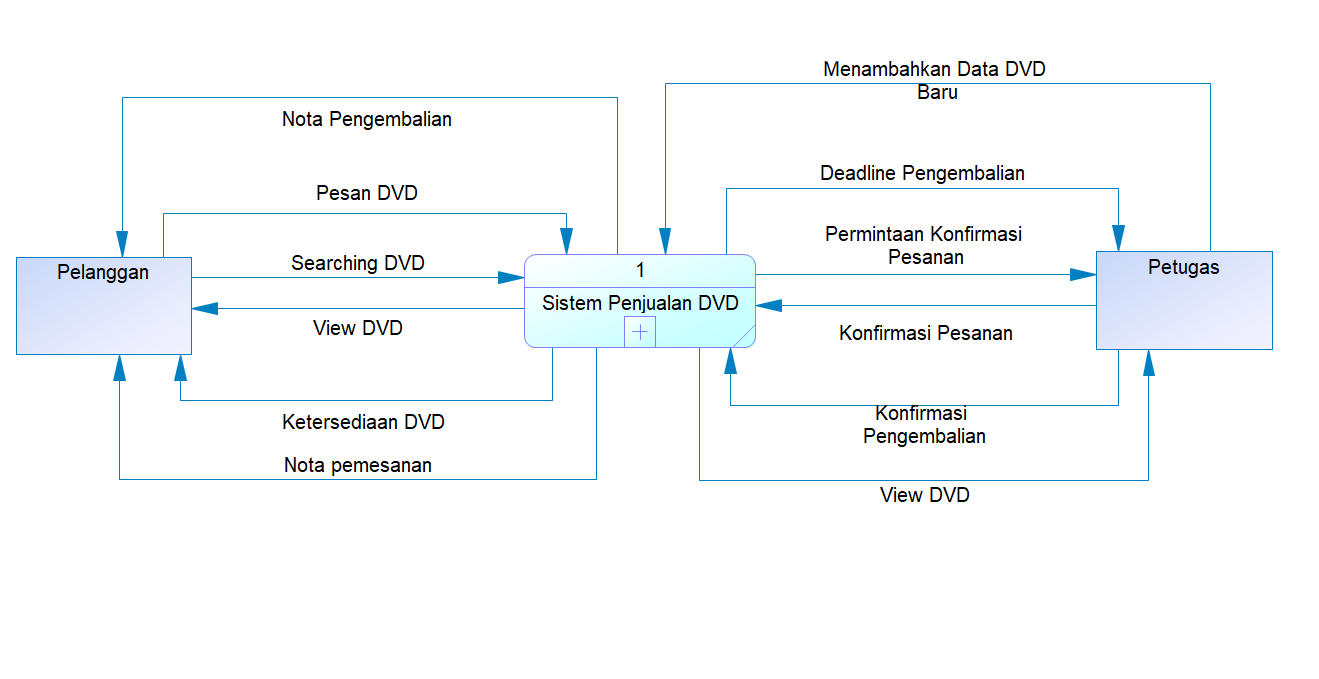 Menambahkan Data DVD
Baru
Nota Pengembalian
Deadline Pengembalian
Pesan DVD
Permintaan Konfirmasi
Pesanan
Searching DVD
Pelanggan
1
Petugas
Sistem Penjualan DVD
View DVD
Konfirmasi Pesanan
Ketersediaan DVD
Konfirmasi
Pengembalian
Nota pemesanan
View DVD